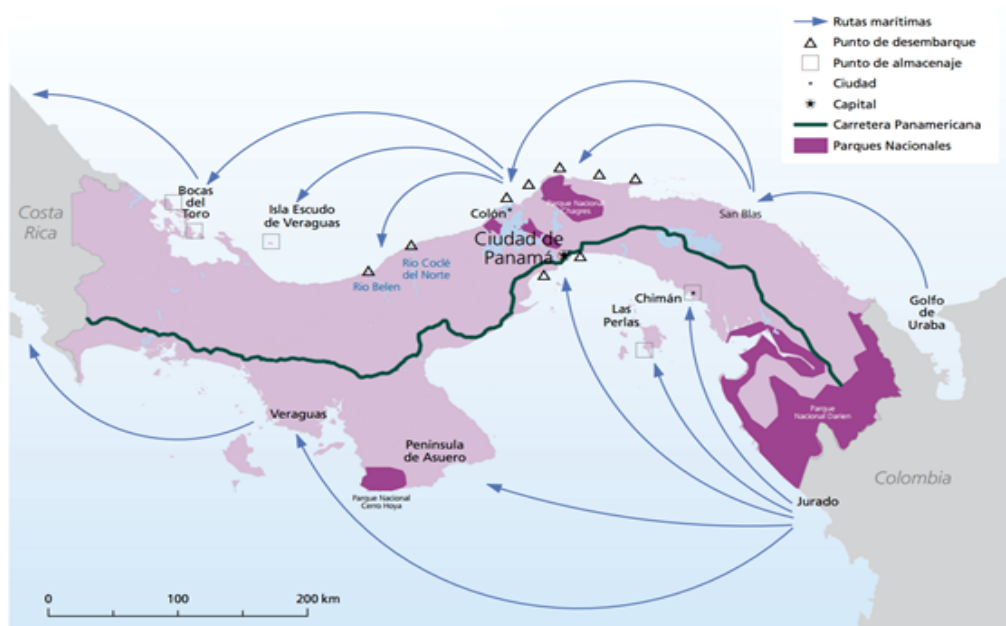 Rutas marítimas
Punto de desembarque
Punto de almacenaje
Ciudad
Capital
Carretera Panamericana
Parques Nacionales
Costa
Rica
Bocas
del
Toro
Isla Escudo
de Veraguas
Colón
Parque Nacional
Chagres
San Blas
Ciudad de
Panamá
Rio Coclé
del Norte
Rio Belen
Chimán
Las
Perlas
Golfo
de
Uraba
Veraguas
Peninsula
de Asuero
Parque Nacional
Cerro Hoya
Parque
Nacional Darien
Jurado
Colombia
0 100 200 km